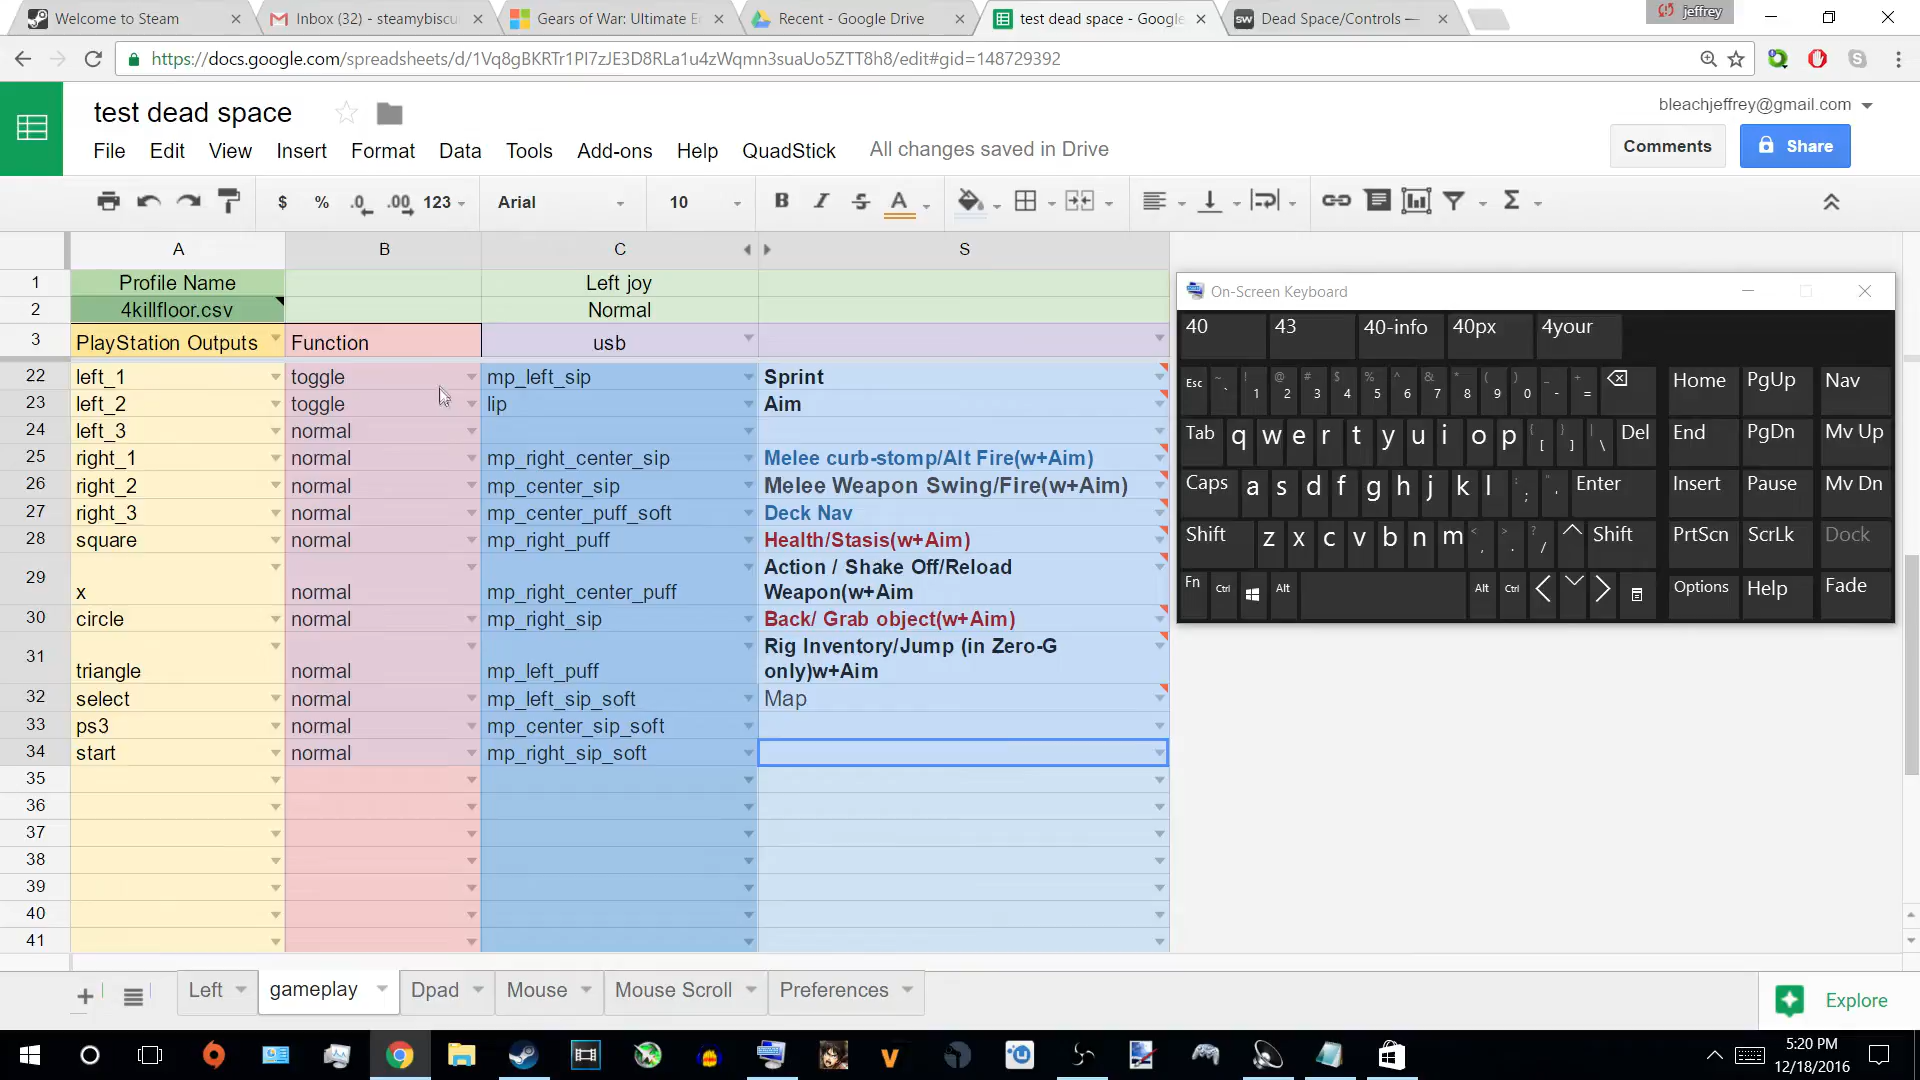 Welcome to Steam
Inbox (32) - steamybiscu
Gears of War: Ultimate E
Recent - Google Drive
test dead space - Google
Dead Space/Controls —
jeffrey
https://docs.google.com/spreadsheets/d/1Vq8gBKRTr1PI7zJE3D8RLa1u4zWqmn3suaUo5ZTT8h8/edit#gid=148729392
test dead space
bleachjeffrey@gmail.com
File Edit View Insert Format Data Tools Add-ons Help QuadStick All changes saved in Drive
Comments
Share
$ % .0 .00 123 Arial 10 B I S A Σ
A B C S
1 Profile Name Left joy
2 4killfloor.csv Normal
3 PlayStation Outputs Function usb
22 left_1 toggle mp_left_sip Sprint
23 left_2 toggle lip Aim
24 left_3 normal
25 right_1 normal mp_right_center_sip Melee curb-stomp/Alt Fire(w+Aim)
26 right_2 normal mp_center_sip Melee Weapon Swing/Fire(w+Aim)
27 right_3 normal mp_center_puff_soft Deck Nav
28 square normal mp_right_puff Health/Stasis(w+Aim)
Action / Shake Off/Reload
29 x normal mp_right_center_puff Weapon(w+Aim
30 circle normal mp_right_sip Back/ Grab object(w+Aim)
Rig Inventory/Jump (in Zero-G
31 triangle normal mp_left_puff only)w+Aim
32 select normal mp_left_sip_soft Map
33 ps3 normal mp_center_sip_soft
34 start normal mp_right_sip_soft
35
36
37
38
39
40
41
On-Screen Keyboard
40 43 40-info 40px 4your
Esc ~ ` ! 1 @ 2 # 3 $ 4 % 5 ^ 6 & 7 * 8 ( 9 ) 0 _ - + = Home PgUp Nav
Tab q w e r t y u i o p { [ } ] | \ Del End PgDn Mv Up
Caps a s d f g h j k l : ; " ' Enter Insert Pause Mv Dn
Shift z x c v b n m < , > . ? / Shift PrtScn ScrLk Dock
Fn Ctrl Alt Alt Ctrl Options Help Fade
+ Left gameplay Dpad Mouse Mouse Scroll Preferences
Explore
5:20 PM
12/18/2016